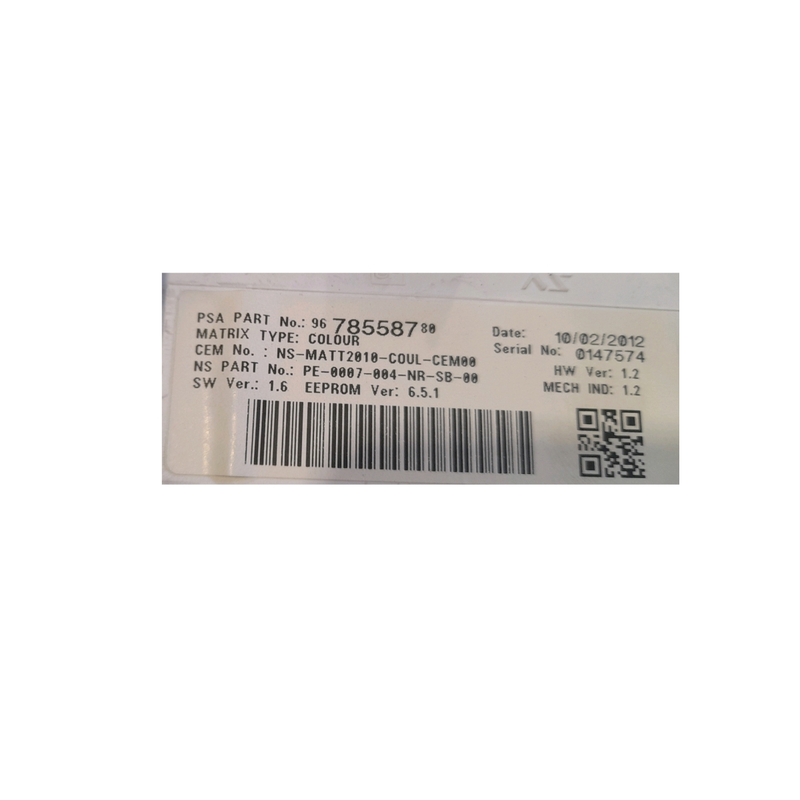 PSA PART No.: 96 785587 80
MATRIX TYPE: COLOUR
CEM No. : NS-MATT2010-COUL-CEM00
NS PART No.: PE-0007-004-NR-SB-00
SW Ver.: 1.6 EEPROM Ver: 6.5.1
Date: 10/02/2012
Serial No: 0147574
HW Ver: 1.2
MECH IND: 1.2